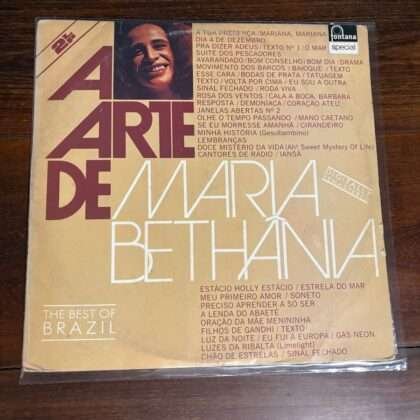 2 LPs
fontana
special
A
ARTE
DE
MARIA
BETHÂNIA
A TUA PRESENÇA / MARIANA, MARIANA
DIA 4 DE DEZEMBRO
PRA DIZER ADEUS / TEXTO Nº 1 / O MAR
SUITE DOS PESCADORES
AVARANDADO / BOM CONSELHO / BOM DIA / DRAMA
MOVIMENTO DOS BARCOS / BAIOQUE / TEXTO
ESSE CARA / BODAS DE PRATA / TATUAGEM
TEXTO / VOLTA POR CIMA / EU SOU A OUTRA
SINAL FECHADO / RODA VIVA
ROSA DOS VENTOS / CALA A BOCA, BÁRBARA
RESPOSTA / DEMONÍACA / CORAÇÃO ATEU
JANELAS ABERTAS Nº 2
OLHE O TEMPO PASSANDO / MANO CAETANO
SE EU MORRESSE AMANHÃ / CIRANDEIRO
MINHA HISTÓRIA (Gesubambino)
LEMBRANÇAS
DOCE MISTÉRIO DA VIDA (Ah! Sweet Mystery Of Life)
CANTORES DE RÁDIO / IANSÃ
ESTÁCIO HOLLY ESTÁCIO / ESTRELA DO MAR
MEU PRIMEIRO AMOR / SONETO
PRECISO APRENDER A SÓ SER
A LENDA DO ABAETÉ
ORAÇÃO DA MÃE MENININHA
FILHOS DE GANDHI / TEXTO
LUZ DA NOITE / EU FUI À EUROPA / GÁS NEON
LUZES DA RIBALTA (Limelight)
CHÃO DE ESTRELAS / SINAL FECHADO
THE BEST OF
BRAZIL